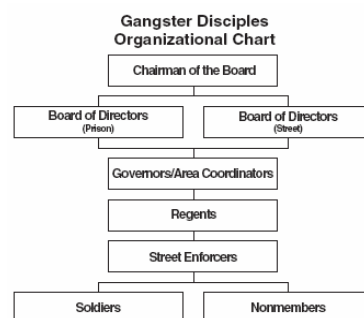 Gangster Disciples
Organizational Chart
Chairman of the Board
Board of Directors
(Prison)
Board of Directors
(Street)
Governors/Area Coordinators
Regents
Street Enforcers
Soldiers
Nonmembers